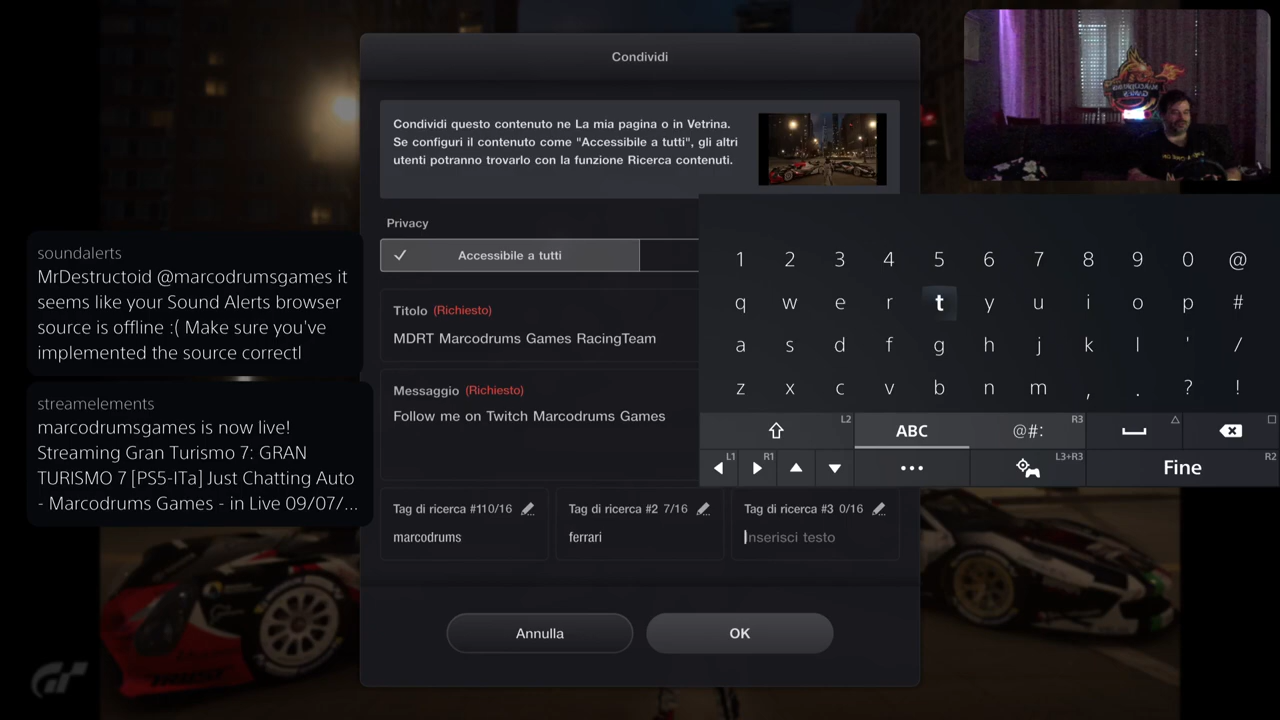 Condividi
Condividi questo contenuto ne La mia pagina o in Vetrina.
Se configuri il contenuto come "Accessibile a tutti", gli altri
utenti potranno trovarlo con la funzione Ricerca contenuti.
Privacy
Accessibile a tutti
Titolo (Richiesto)
MDRT Marcodrums Games RacingTeam
Messaggio (Richiesto)
Follow me on Twitch Marcodrums Games
Tag di ricerca #1 10/16
marcodrums
Tag di ricerca #2 7/16
ferrari
Tag di ricerca #3 0/16
Inserisci testo
Annulla
OK
soundalerts
MrDestructoid @marcodrumsgames it
seems like your Sound Alerts browser
source is offline :( Make sure you've
implemented the source correctl
streamelements
marcodrumsgames is now live!
Streaming Gran Turismo 7: GRAN
TURISMO 7 [PS5-ITa] Just Chatting Auto
- Marcodrums Games - in Live 09/07/...
1 2 3 4 5 6 7 8 9 0 @
q w e r t y u i o p #
a s d f g h j k l ' /
z x c v b n m , . ? !
L2
ABC
@#: R3
L1 R1
...
L3+R3
Fine R2
GT